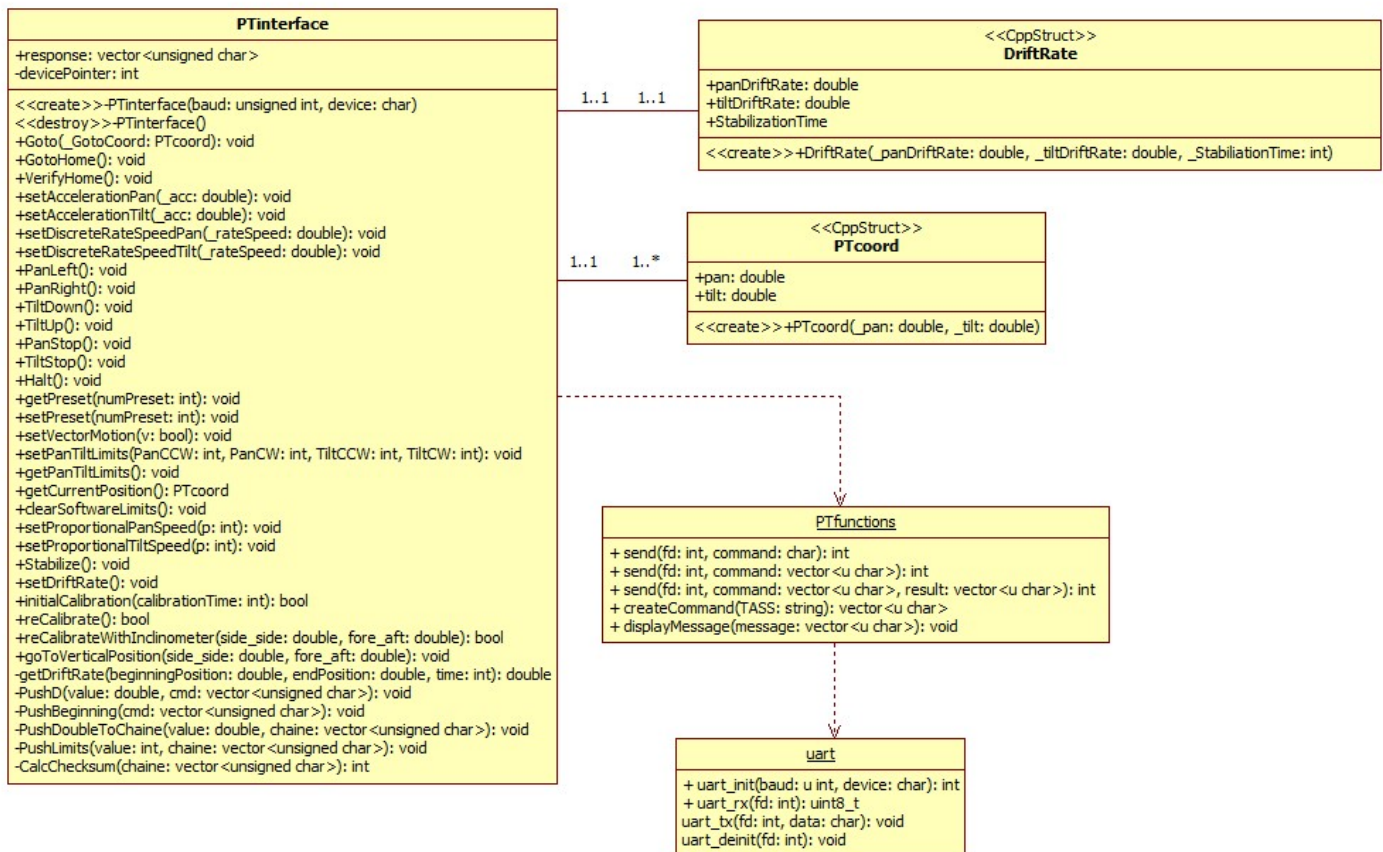 PTinterface
+response: vector<unsigned char>
-devicePointer: int
<<create>>-PTinterface(baud: unsigned int, device: char)
<<destroy>>-PTinterface()
+Goto(_GotoCoord: PTcoord): void
+GotoHome(): void
+VerifyHome(): void
+setAccelerationPan(_acc: double): void
+setAccelerationTilt(_acc: double): void
+setDiscreteRateSpeedPan(_rateSpeed: double): void
+setDiscreteRateSpeedTilt(_rateSpeed: double): void
+PanLeft(): void
+PanRight(): void
+TiltDown(): void
+TiltUp(): void
+PanStop(): void
+TiltStop(): void
+Halt(): void
+getPreset(numPreset: int): void
+setPreset(numPreset: int): void
+setVectorMotion(v: bool): void
+setPanTiltLimits(PanCCW: int, PanCW: int, TiltCCW: int, TiltCW: int): void
+getPanTiltLimits(): void
+getCurrentPosition(): PTcoord
+clearSoftwareLimits(): void
+setProportionalPanSpeed(p: int): void
+setProportionalTiltSpeed(p: int): void
+Stabilize(): void
+setDriftRate(): void
+initialCalibration(calibrationTime: int): bool
+reCalibrate(): bool
+reCalibrateWithInclinometer(side_side: double, fore_aft: double): bool
+goToVerticalPosition(side_side: double, fore_aft: double): void
-getDriftRate(beginningPosition: double, endPosition: double, time: int): double
-PushD(value: double, cmd: vector<unsigned char>): void
-PushBeginning(cmd: vector<unsigned char>): void
-PushDoubleToChaine(value: double, chaine: vector<unsigned char>): void
-PushLimits(value: int, chaine: vector<unsigned char>): void
-CalcChecksum(chaine: vector<unsigned char>): int
1..1 1..1
<<CppStruct>>
DriftRate
+panDriftRate: double
+tiltDriftRate: double
+StabilizationTime
<<create>>+DriftRate(_panDriftRate: double, _tiltDriftRate: double, _StabiliationTime: int)
1..1 1..*
<<CppStruct>>
PTcoord
+pan: double
+tilt: double
<<create>>+PTcoord(_pan: double, _tilt: double)
PTfunctions
+ send(fd: int, command: char): int
+ send(fd: int, command: vector<u char>): int
+ send(fd: int, command: vector<u char>, result: vector<u char>): int
+ createCommand(TASS: string): vector<u char>
+ displayMessage(message: vector<u char>): void
uart
+ uart_init(baud: u int, device: char): int
+ uart_rx(fd: int): uint8_t
uart_tx(fd: int, data: char): void
uart_deinit(fd: int): void